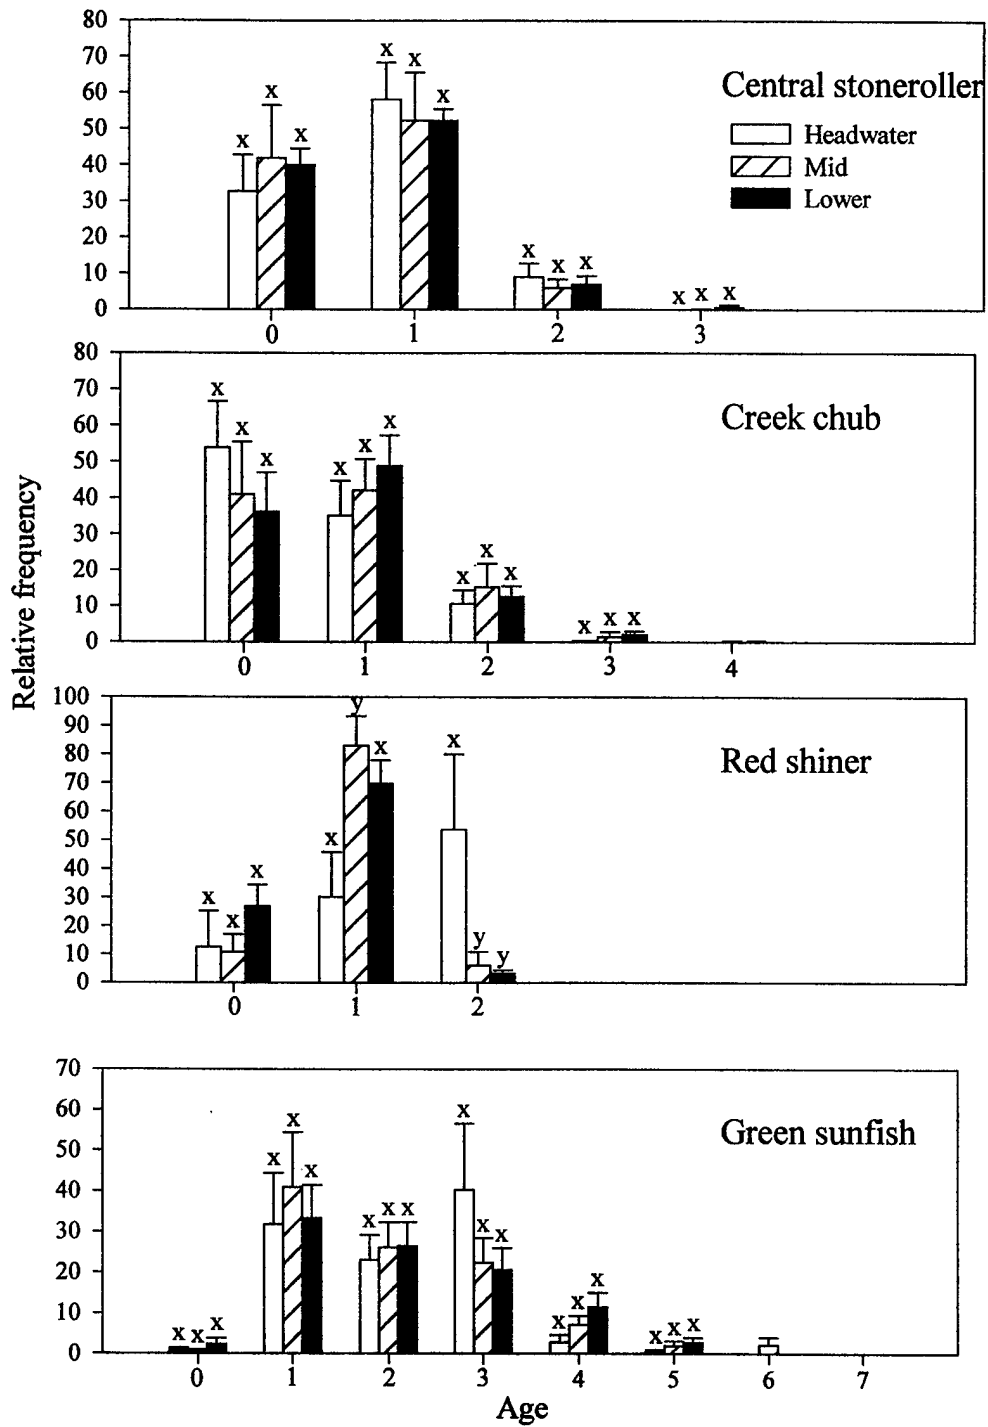 80
70
60
50
40
30
20
10
0
x x x x x x x x x x x x
Central stoneroller
Headwater
Mid
Lower
0 1 2 3
80
70
60
50
40
30
20
10
0
x x x x x x x x x x x x
Creek chub
0 1 2 3 4
Relative frequency
100
90
80
70
60
50
40
30
20
10
0
x x x x y x x y y
Red shiner
0 1 2
70
60
50
40
30
20
10
0
x x x x x x x x x x x x x x x x x x
Green sunfish
0 1 2 3 4 5 6 7
Age